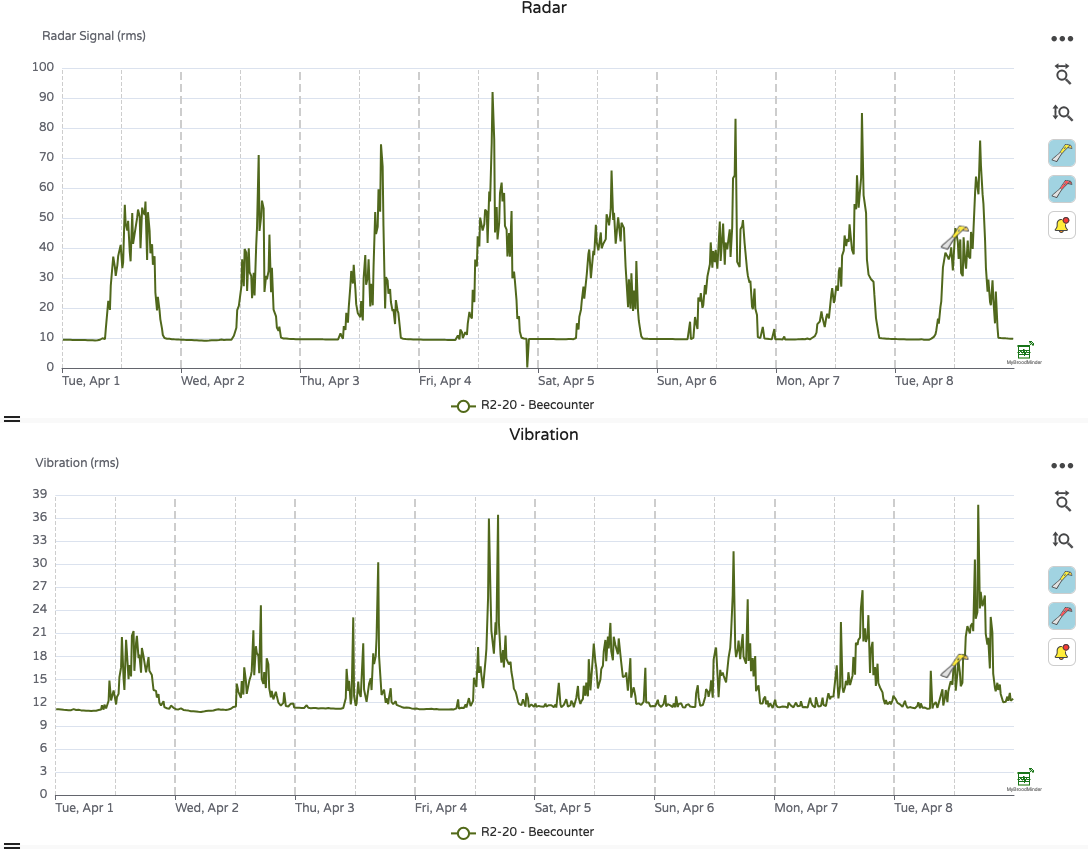 Radar
Radar Signal (rms)
100
90
80
70
60
50
40
30
20
10
0
Tue, Apr 1 Wed, Apr 2 Thu, Apr 3 Fri, Apr 4 Sat, Apr 5 Sun, Apr 6 Mon, Apr 7 Tue, Apr 8
MyBroodMinder
R2-20 - Beecounter
Vibration
Vibration (rms)
39
36
33
30
27
24
21
18
15
12
9
6
3
0
Tue, Apr 1 Wed, Apr 2 Thu, Apr 3 Fri, Apr 4 Sat, Apr 5 Sun, Apr 6 Mon, Apr 7 Tue, Apr 8
MyBroodMinder
R2-20 - Beecounter